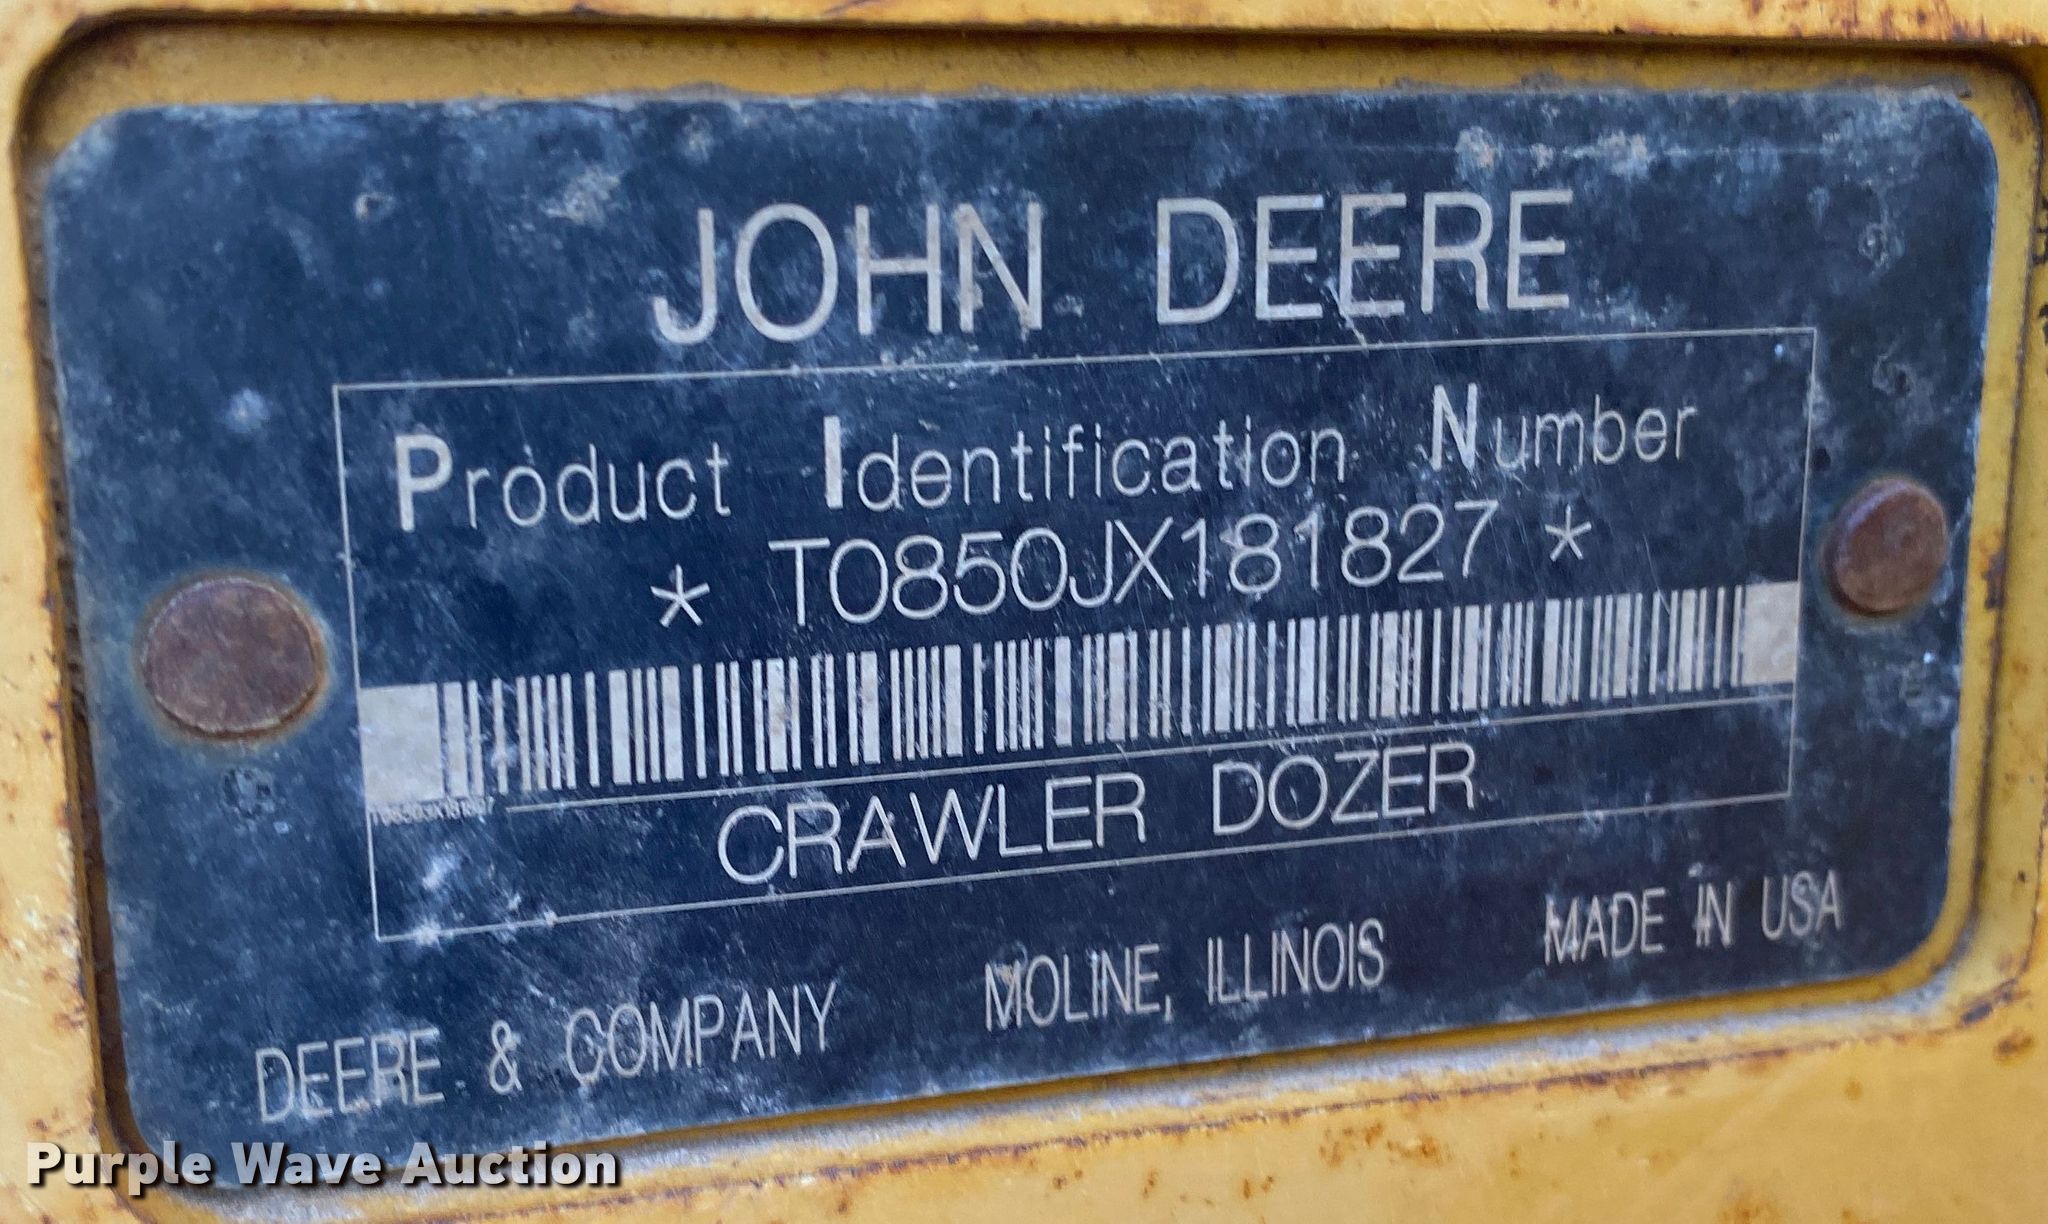 JOHN DEERE
Product Identification Number
* T0850JX181827 *
CRAWLER DOZER
DEERE & COMPANY MOLINE, ILLINOIS MADE IN USA
Purple Wave Auction